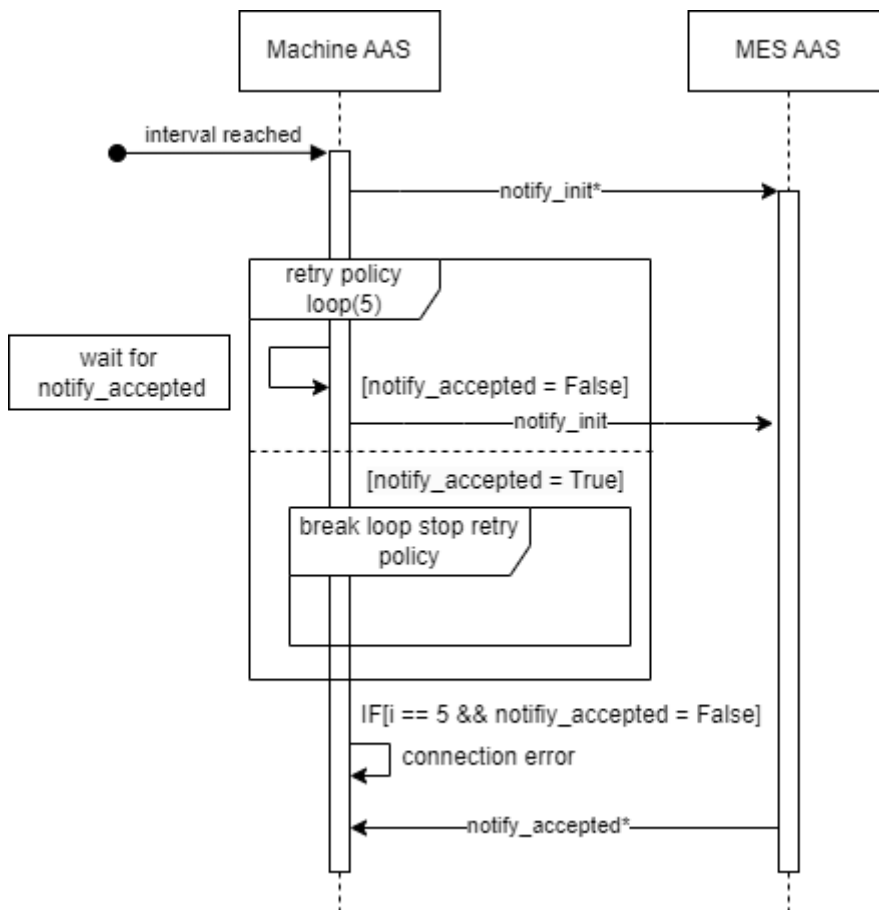 Machine AAS
MES AAS
interval reached
notify_init*
retry policy
loop(5)
wait for
notify_accepted
[notify_accepted = False]
notify_init
[notify_accepted = True]
break loop stop retry
policy
IF[i == 5 && notifiy_accepted = False]
connection error
notify_accepted*